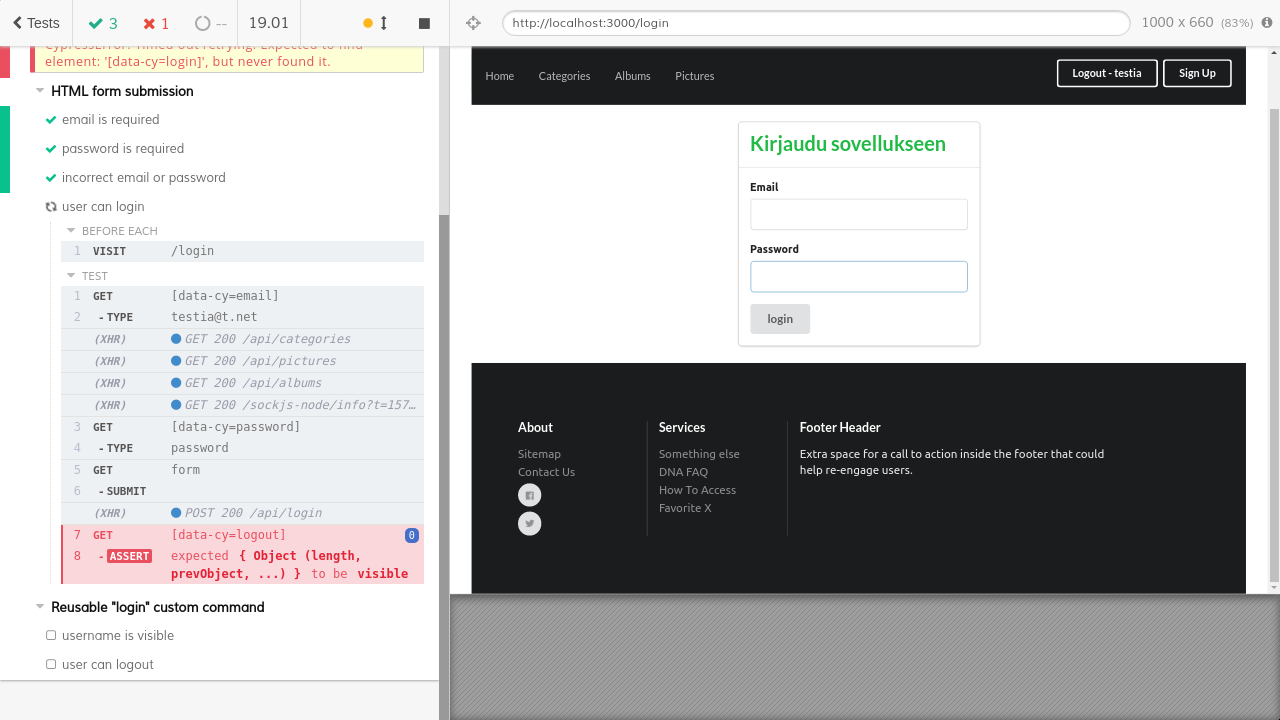 Tests
3
1
--
19.01
http://localhost:3000/login
1000 x 660 (83%)
CypressError: Timed out retrying: Expected to find
element: '[data-cy=login]', but never found it.
HTML form submission
email is required
password is required
incorrect email or password
user can login
BEFORE EACH
1 VISIT /login
TEST
1 GET [data-cy=email]
2 - TYPE testia@t.net
(XHR) GET 200 /api/categories
(XHR) GET 200 /api/pictures
(XHR) GET 200 /api/albums
(XHR) GET 200 /sockjs-node/info?t=157…
3 GET [data-cy=password]
4 - TYPE password
5 GET form
6 - SUBMIT
(XHR) POST 200 /api/login
7 GET [data-cy=logout] 0
8 - ASSERT expected { Object (length,
prevObject, ...) } to be visible
Reusable "login" custom command
username is visible
user can logout
Home Categories Albums Pictures
Logout - testia
Sign Up
Kirjaudu sovellukseen
Email
Password
login
About
Sitemap
Contact Us
Services
Something else
DNA FAQ
How To Access
Favorite X
Footer Header
Extra space for a call to action inside the footer that could
help re-engage users.